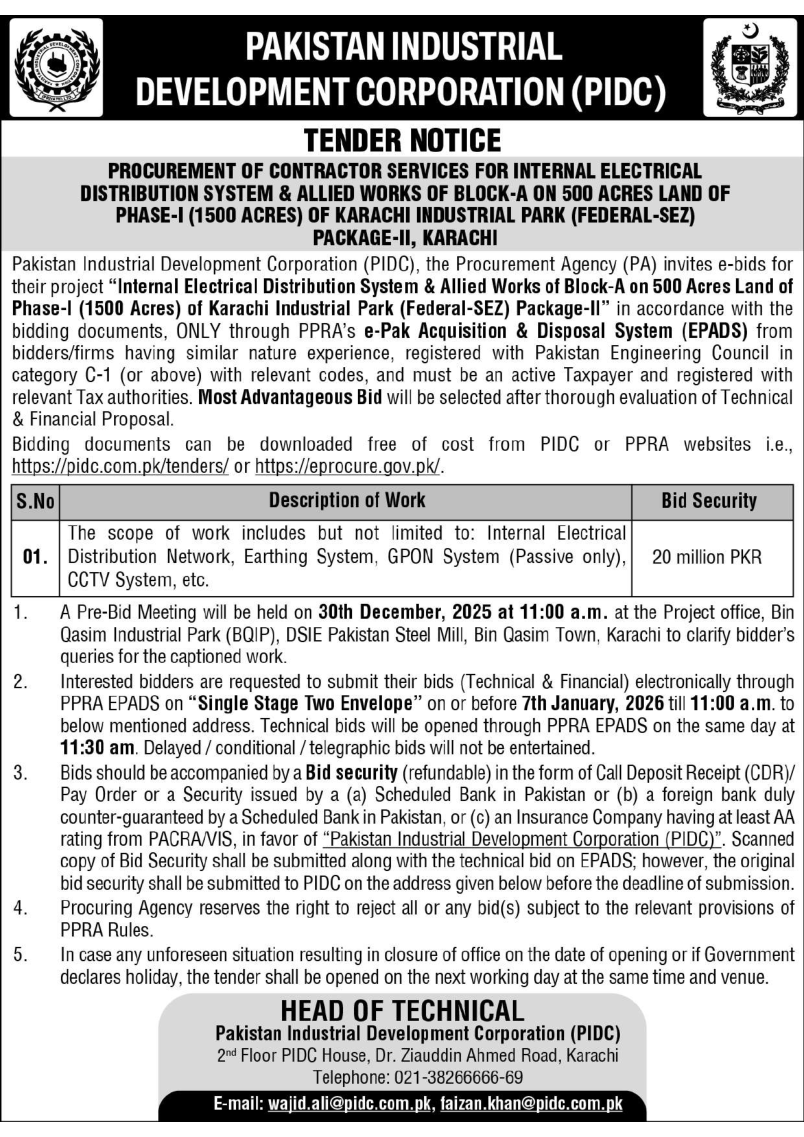 PAKISTAN INDUSTRIAL
DEVELOPMENT CORPORATION (PIDC)
TENDER NOTICE
PROCUREMENT OF CONTRACTOR SERVICES FOR INTERNAL ELECTRICAL
DISTRIBUTION SYSTEM & ALLIED WORKS OF BLOCK-A ON 500 ACRES LAND OF
PHASE-I (1500 ACRES) OF KARACHI INDUSTRIAL PARK (FEDERAL-SEZ)
PACKAGE-II, KARACHI
Pakistan Industrial Development Corporation (PIDC), the Procurement Agency (PA) invites e-bids for
their project “Internal Electrical Distribution System & Allied Works of Block-A on 500 Acres Land of
Phase-I (1500 Acres) of Karachi Industrial Park (Federal-SEZ) Package-II” in accordance with the
bidding documents, ONLY through PPRA's e-Pak Acquisition & Disposal System (EPADS) from
bidders/firms having similar nature experience, registered with Pakistan Engineering Council in
category C-1 (or above) with relevant codes, and must be an active Taxpayer and registered with
relevant Tax authorities. Most Advantageous Bid will be selected after thorough evaluation of Technical
& Financial Proposal.
Bidding documents can be downloaded free of cost from PIDC or PPRA websites i.e.,
https://pidc.com.pk/tenders/ or https://eprocure.gov.pk/.
S.No Description of Work Bid Security
The scope of work includes but not limited to: Internal Electrical
01. Distribution Network, Earthing System, GPON System (Passive only), 20 million PKR
CCTV System, etc.
1. A Pre-Bid Meeting will be held on 30th December, 2025 at 11:00 a.m. at the Project office, Bin
Qasim Industrial Park (BQIP), DSIE Pakistan Steel Mill, Bin Qasim Town, Karachi to clarify bidder's
queries for the captioned work.
2. Interested bidders are requested to submit their bids (Technical & Financial) electronically through
PPRA EPADS on “Single Stage Two Envelope” on or before 7th January, 2026 till 11:00 a.m. to
below mentioned address. Technical bids will be opened through PPRA EPADS on the same day at
11:30 am. Delayed / conditional / telegraphic bids will not be entertained.
3. Bids should be accompanied by a Bid security (refundable) in the form of Call Deposit Receipt (CDR)/
Pay Order or a Security issued by a (a) Scheduled Bank in Pakistan or (b) a foreign bank duly
counter-guaranteed by a Scheduled Bank in Pakistan, or (c) an Insurance Company having at least AA
rating from PACRA/VIS, in favor of “Pakistan Industrial Development Corporation (PIDC)”. Scanned
copy of Bid Security shall be submitted along with the technical bid on EPADS; however, the original
bid security shall be submitted to PIDC on the address given below before the deadline of submission.
4. Procuring Agency reserves the right to reject all or any bid(s) subject to the relevant provisions of
PPRA Rules.
5. In case any unforeseen situation resulting in closure of office on the date of opening or if Government
declares holiday, the tender shall be opened on the next working day at the same time and venue.
HEAD OF TECHNICAL
Pakistan Industrial Development Corporation (PIDC)
2nd Floor PIDC House, Dr. Ziauddin Ahmed Road, Karachi
Telephone: 021-38266666-69
E-mail: wajid.ali@pidc.com.pk, faizan.khan@pidc.com.pk